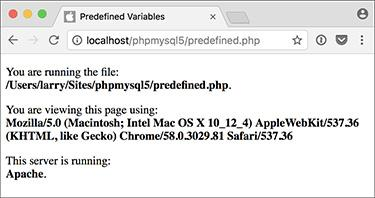 Predefined Variables
localhost/phpmysql5/predefined.php
You are running the file:
/Users/larry/Sites/phpmysql5/predefined.php.
You are viewing this page using:
Mozilla/5.0 (Macintosh; Intel Mac OS X 10_12_4) AppleWebKit/537.36
(KHTML, like Gecko) Chrome/58.0.3029.81 Safari/537.36
This server is running:
Apache.